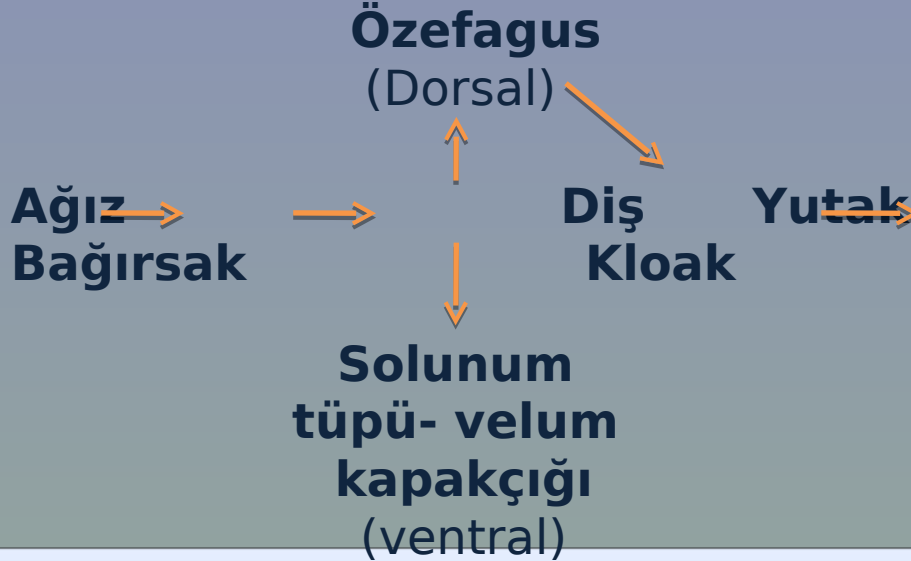 Özefagus
(Dorsal)
Ağız Diş Yutak
Bağırsak Kloak
Solunum
tüpü- velum
kapakçığı
(ventral)